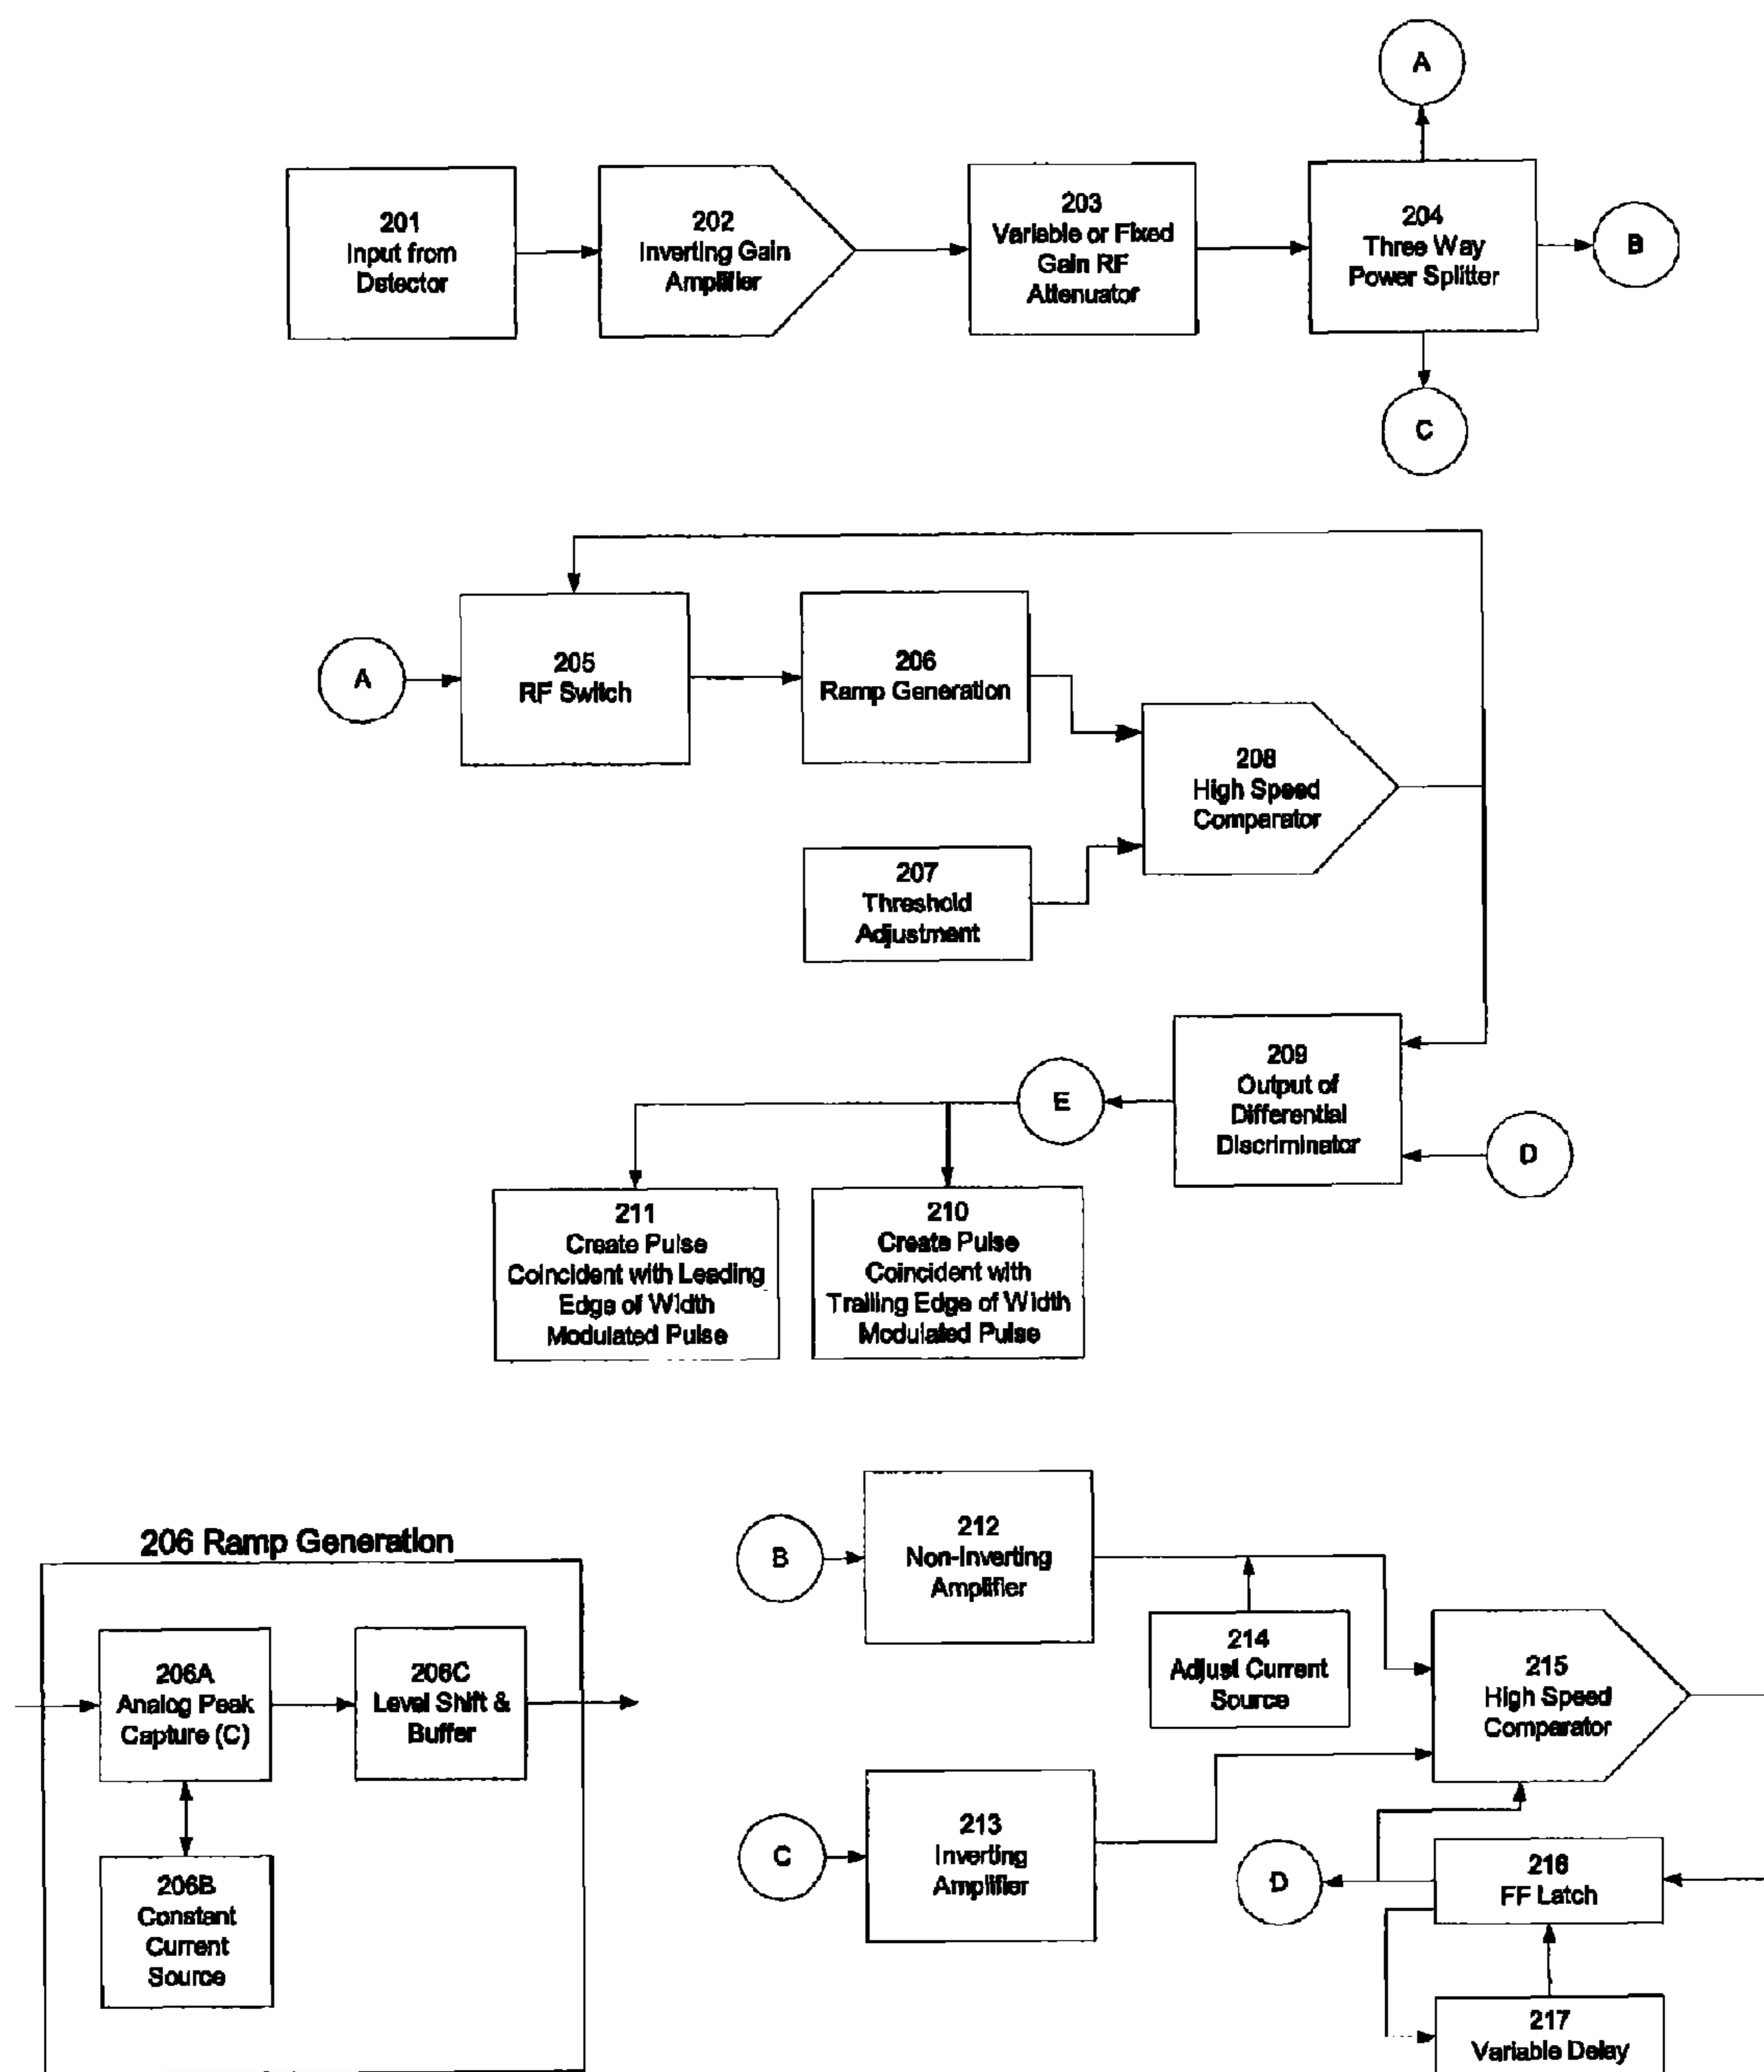 A
201
Input from
Detector
202
Inverting Gain
Amplifier
203
Variable or Fixed
Gain RF
Attenuator
204
Three Way
Power Splitter
B
C
A
205
RF Switch
206
Ramp Generation
208
High Speed
Comparator
207
Threshold
Adjustment
209
Output of
Differential
Discriminator
E
D
211
Create Pulse
Coincident with Leading
Edge of Width
Modulated Pulse
210
Create Pulse
Coincident with
Trailing Edge of Width
Modulated Pulse
206 Ramp Generation
206A
Analog Peak
Capture (C)
206C
Level Shift &
Buffer
206B
Constant
Current
Source
B
212
Non-Inverting
Amplifier
214
Adjust Current
Source
215
High Speed
Comparator
C
213
Inverting
Amplifier
D
216
FF Latch
217
Variable Delay